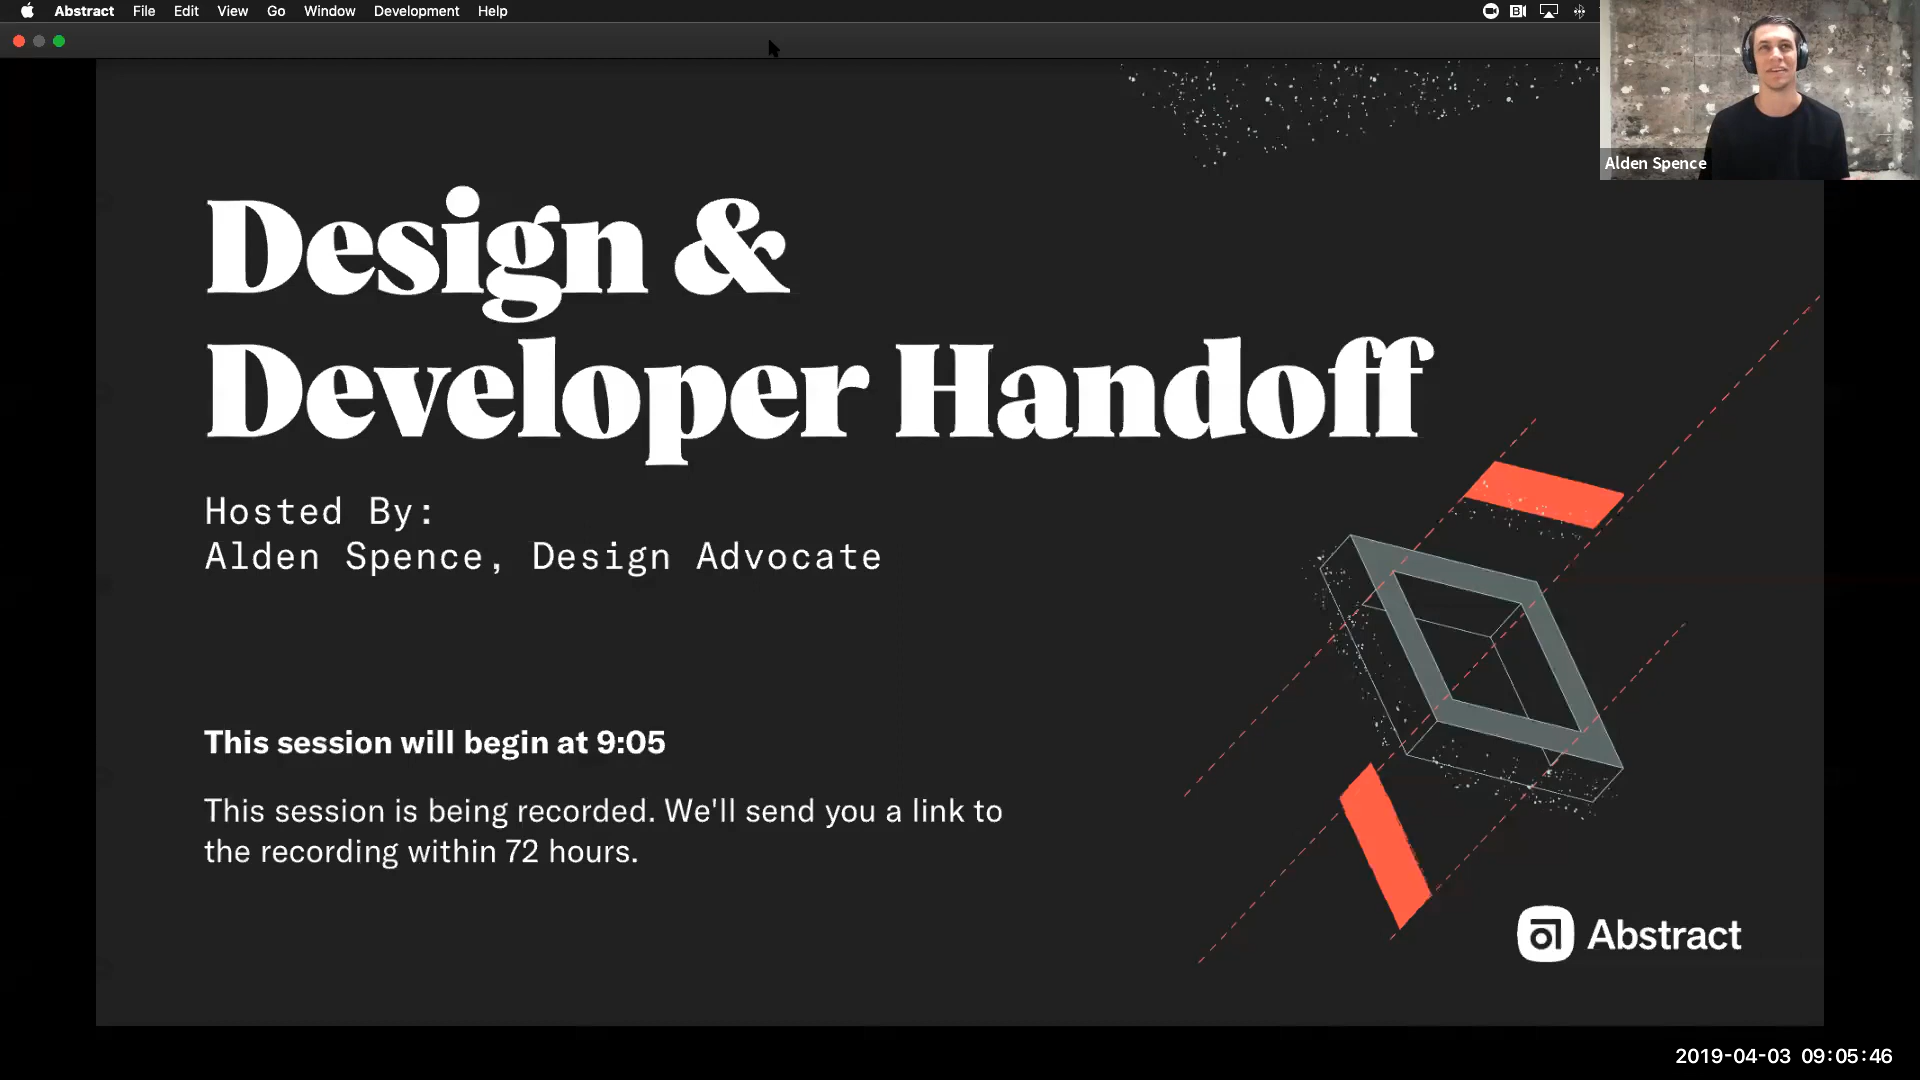 Abstract File Edit View Go Window Development Help
Alden Spence
Design &
Developer Handoff
Hosted By:
Alden Spence, Design Advocate
This session will begin at 9:05
This session is being recorded. We'll send you a link to
the recording within 72 hours.
Abstract
2019-04-03 09:05:46